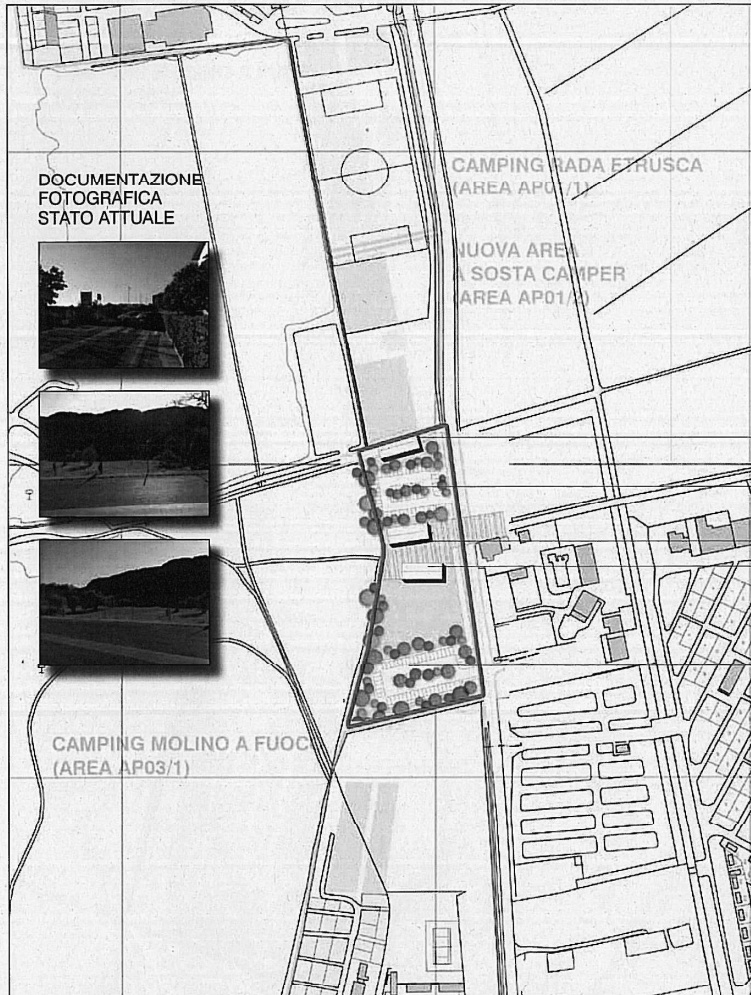 DOCUMENTAZIONE
FOTOGRAFICA
STATO ATTUALE
CAMPING RADA ETRUSCA
(AREA AP01/1)
NUOVA AREA
A SOSTA CAMPER
(AREA AP01/2)
CAMPING MOLINO A FUOCO
(AREA AP03/1)